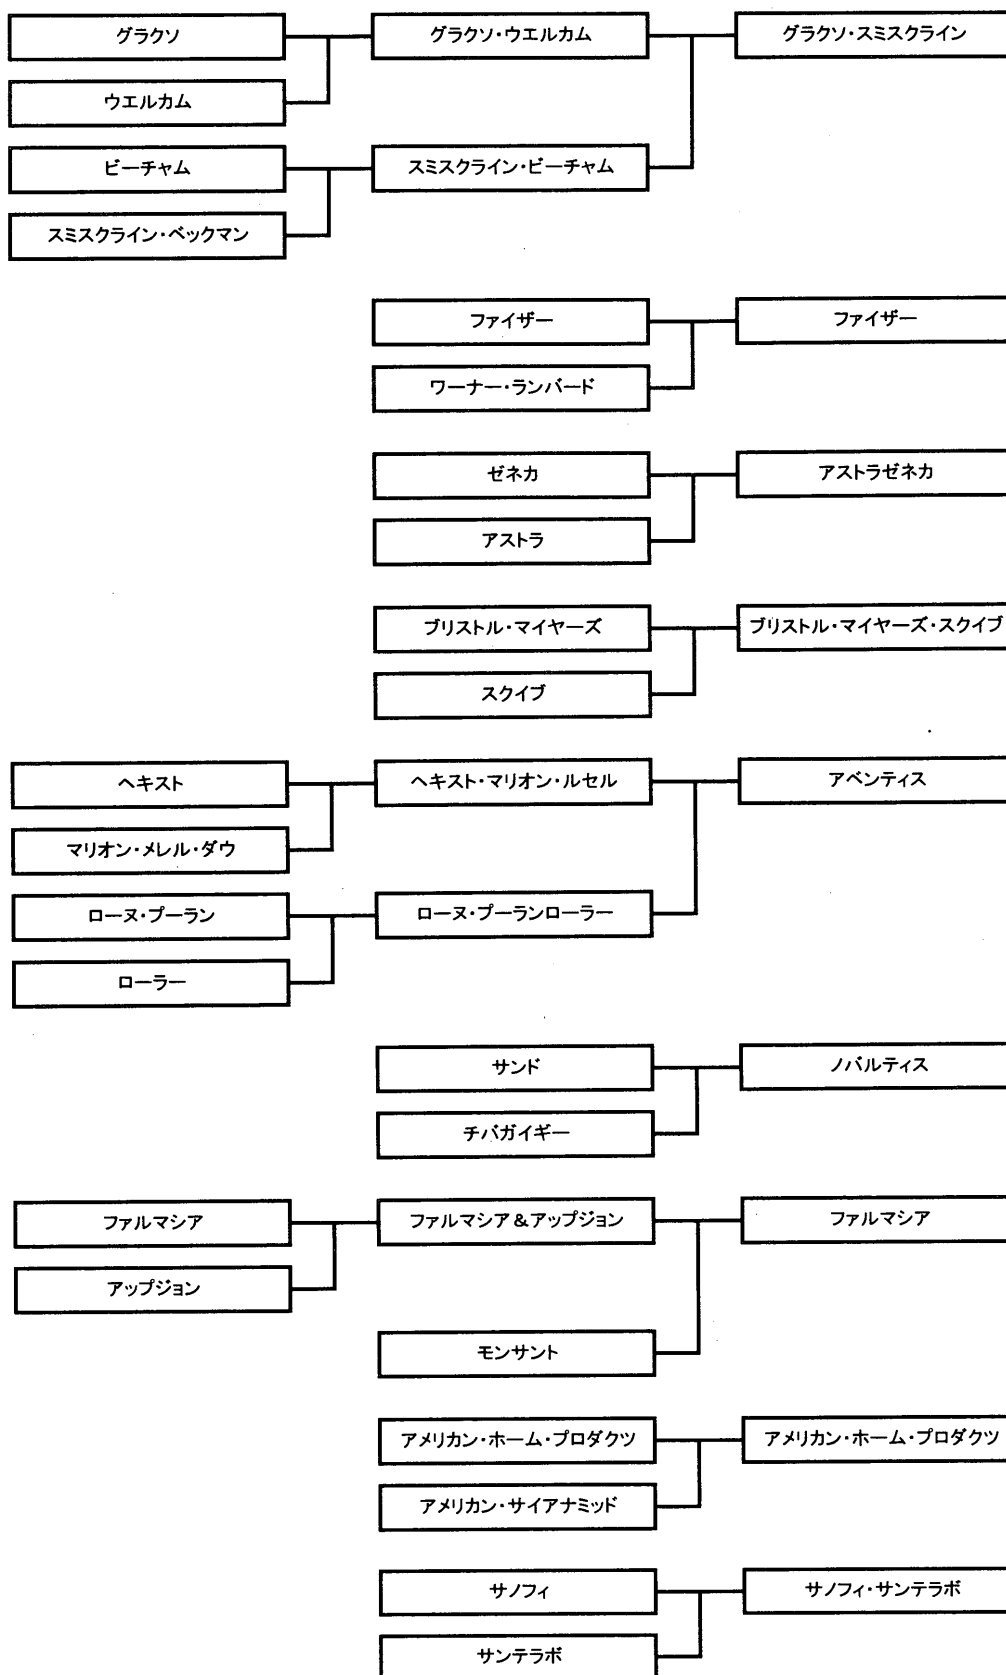 グラクソ
グラクソ・ウエルカム
グラクソ・スミスクライン
ウエルカム
ビーチャム
スミスクライン・ビーチャム
スミスクライン・ベックマン
ファイザー
ファイザー
ワーナー・ランバード
ゼネカ
アストラゼネカ
アストラ
ブリストル・マイヤーズ
ブリストル・マイヤーズ・スクイブ
スクイブ
ヘキスト
ヘキスト・マリオン・ルセル
アベンティス
マリオン・メレル・ダウ
ローヌ・プーラン
ローヌ・プーランローラー
ローラー
サンド
ノバルティス
チバガイギー
ファルマシア
ファルマシア＆アップジョン
ファルマシア
アップジョン
モンサント
アメリカン・ホーム・プロダクツ
アメリカン・ホーム・プロダクツ
アメリカン・サイアナミッド
サノフィ
サノフィ・サンテラボ
サンテラボ